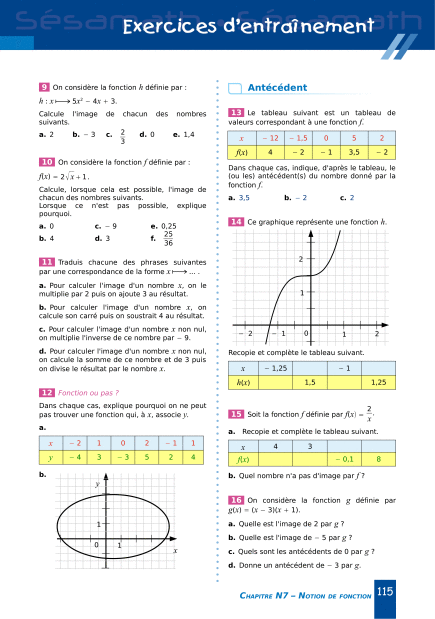 Sésamath
Sésamath
Exercices d'entraînement
9 On considère la fonction h définie par :
h : x ⟼ 5x² − 4x + 3.
Calcule l'image de chacun des nombres
suivants.
a. 2 b. − 3 c. 2/3 d. 0 e. 1,4
10 On considère la fonction f définie par :
f(x) = 2√x + 1.
Calcule, lorsque cela est possible, l'image de
chacun des nombres suivants.
Lorsque ce n'est pas possible, explique
pourquoi.
a. 0 c. − 9 e. 0,25
b. 4 d. 3 f. 25/36
11 Traduis chacune des phrases suivantes
par une correspondance de la forme x ⟼ ... .
a. Pour calculer l'image d'un nombre x, on le
multiplie par 2 puis on ajoute 3 au résultat.
b. Pour calculer l'image d'un nombre x, on
calcule son carré puis on soustrait 4 au résultat.
c. Pour calculer l'image d'un nombre x non nul,
on multiplie l'inverse de ce nombre par − 9.
d. Pour calculer l'image d'un nombre x non nul,
on calcule la somme de ce nombre et de 3 puis
on divise le résultat par le nombre x.
12 Fonction ou pas ?
Dans chaque cas, explique pourquoi on ne peut
pas trouver une fonction qui, à x, associe y.
a.
x − 2 1 0 2 − 1 1
y − 4 3 − 3 5 2 4
b.
y
1
0 1
x
Antécédent
13 Le tableau suivant est un tableau de
valeurs correspondant à une fonction f.
x − 12 − 1,5 0 5 2
f(x) 4 − 2 − 1 3,5 − 2
Dans chaque cas, indique, d'après le tableau, le
(ou les) antécédent(s) du nombre donné par la
fonction f.
a. 3,5 b. − 2 c. 2
14 Ce graphique représente une fonction h.
2
1
− 2 − 1 0 1 2
Recopie et complète le tableau suivant.
x − 1,25 − 1
h(x) 1,5 1,25
15 Soit la fonction f définie par f(x) = 2/x.
a. Recopie et complète le tableau suivant.
x 4 3
f(x) − 0,1 8
b. Quel nombre n'a pas d'image par f ?
16 On considère la fonction g définie par
g(x) = (x − 3)(x + 1).
a. Quelle est l'image de 2 par g ?
b. Quelle est l'image de − 5 par g ?
c. Quels sont les antécédents de 0 par g ?
d. Donne un antécédent de − 3 par g.
Chapitre N7 – Notion de fonction 115